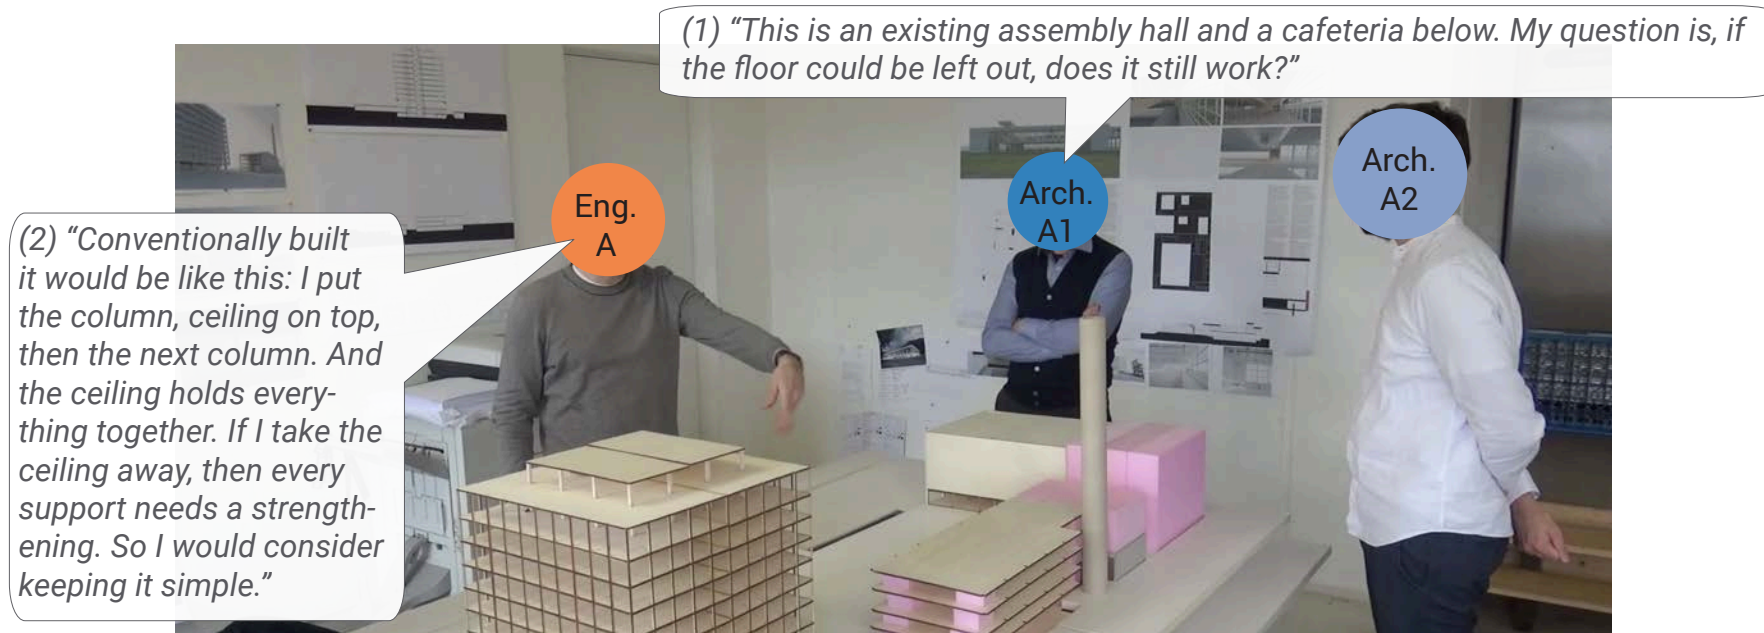 (1) “This is an existing assembly hall and a cafeteria below. My question is, if
the floor could be left out, does it still work?”
Eng.
A
Arch.
A1
Arch.
A2
(2) “Conventionally built
it would be like this: I put
the column, ceiling on top,
then the next column. And
the ceiling holds every-
thing together. If I take the
ceiling away, then every
support needs a strength-
ening. So I would consider
keeping it simple.”